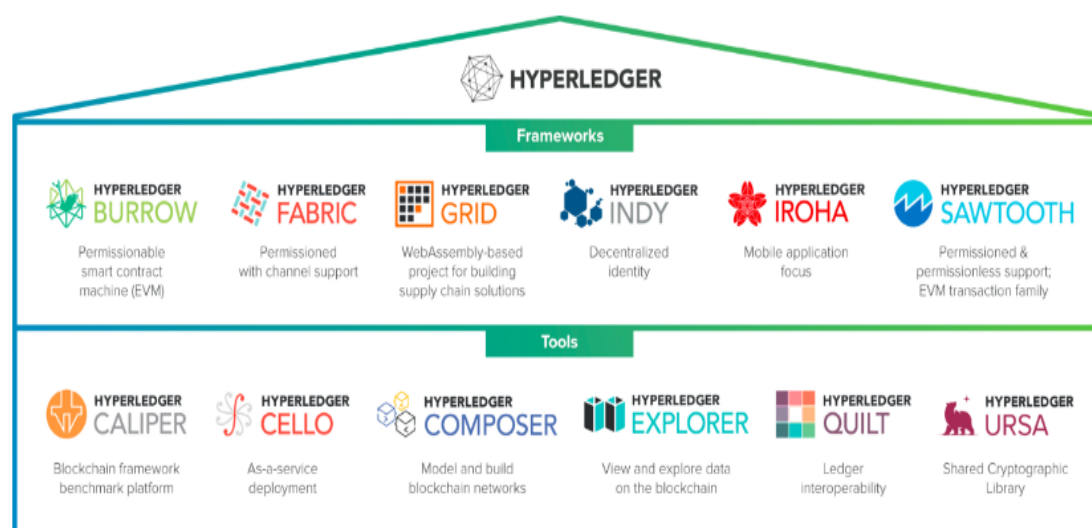 HYPERLEDGER
Frameworks
HYPERLEDGER
BURROW
Permissionable
smart contract
machine (EVM)
HYPERLEDGER
FABRIC
Permissioned
with channel support
HYPERLEDGER
GRID
WebAssembly-based
project for building
supply chain solutions
HYPERLEDGER
INDY
Decentralized
identity
HYPERLEDGER
IROHA
Mobile application
focus
HYPERLEDGER
SAWTOOTH
Permissioned &
permissionless support;
EVM transaction family
Tools
HYPERLEDGER
CALIPER
Blockchain framework
benchmark platform
HYPERLEDGER
CELLO
As-a-service
deployment
HYPERLEDGER
COMPOSER
Model and build
blockchain networks
HYPERLEDGER
EXPLORER
View and explore data
on the blockchain
HYPERLEDGER
QUILT
Ledger
interoperability
HYPERLEDGER
URSA
Shared Cryptographic
Library